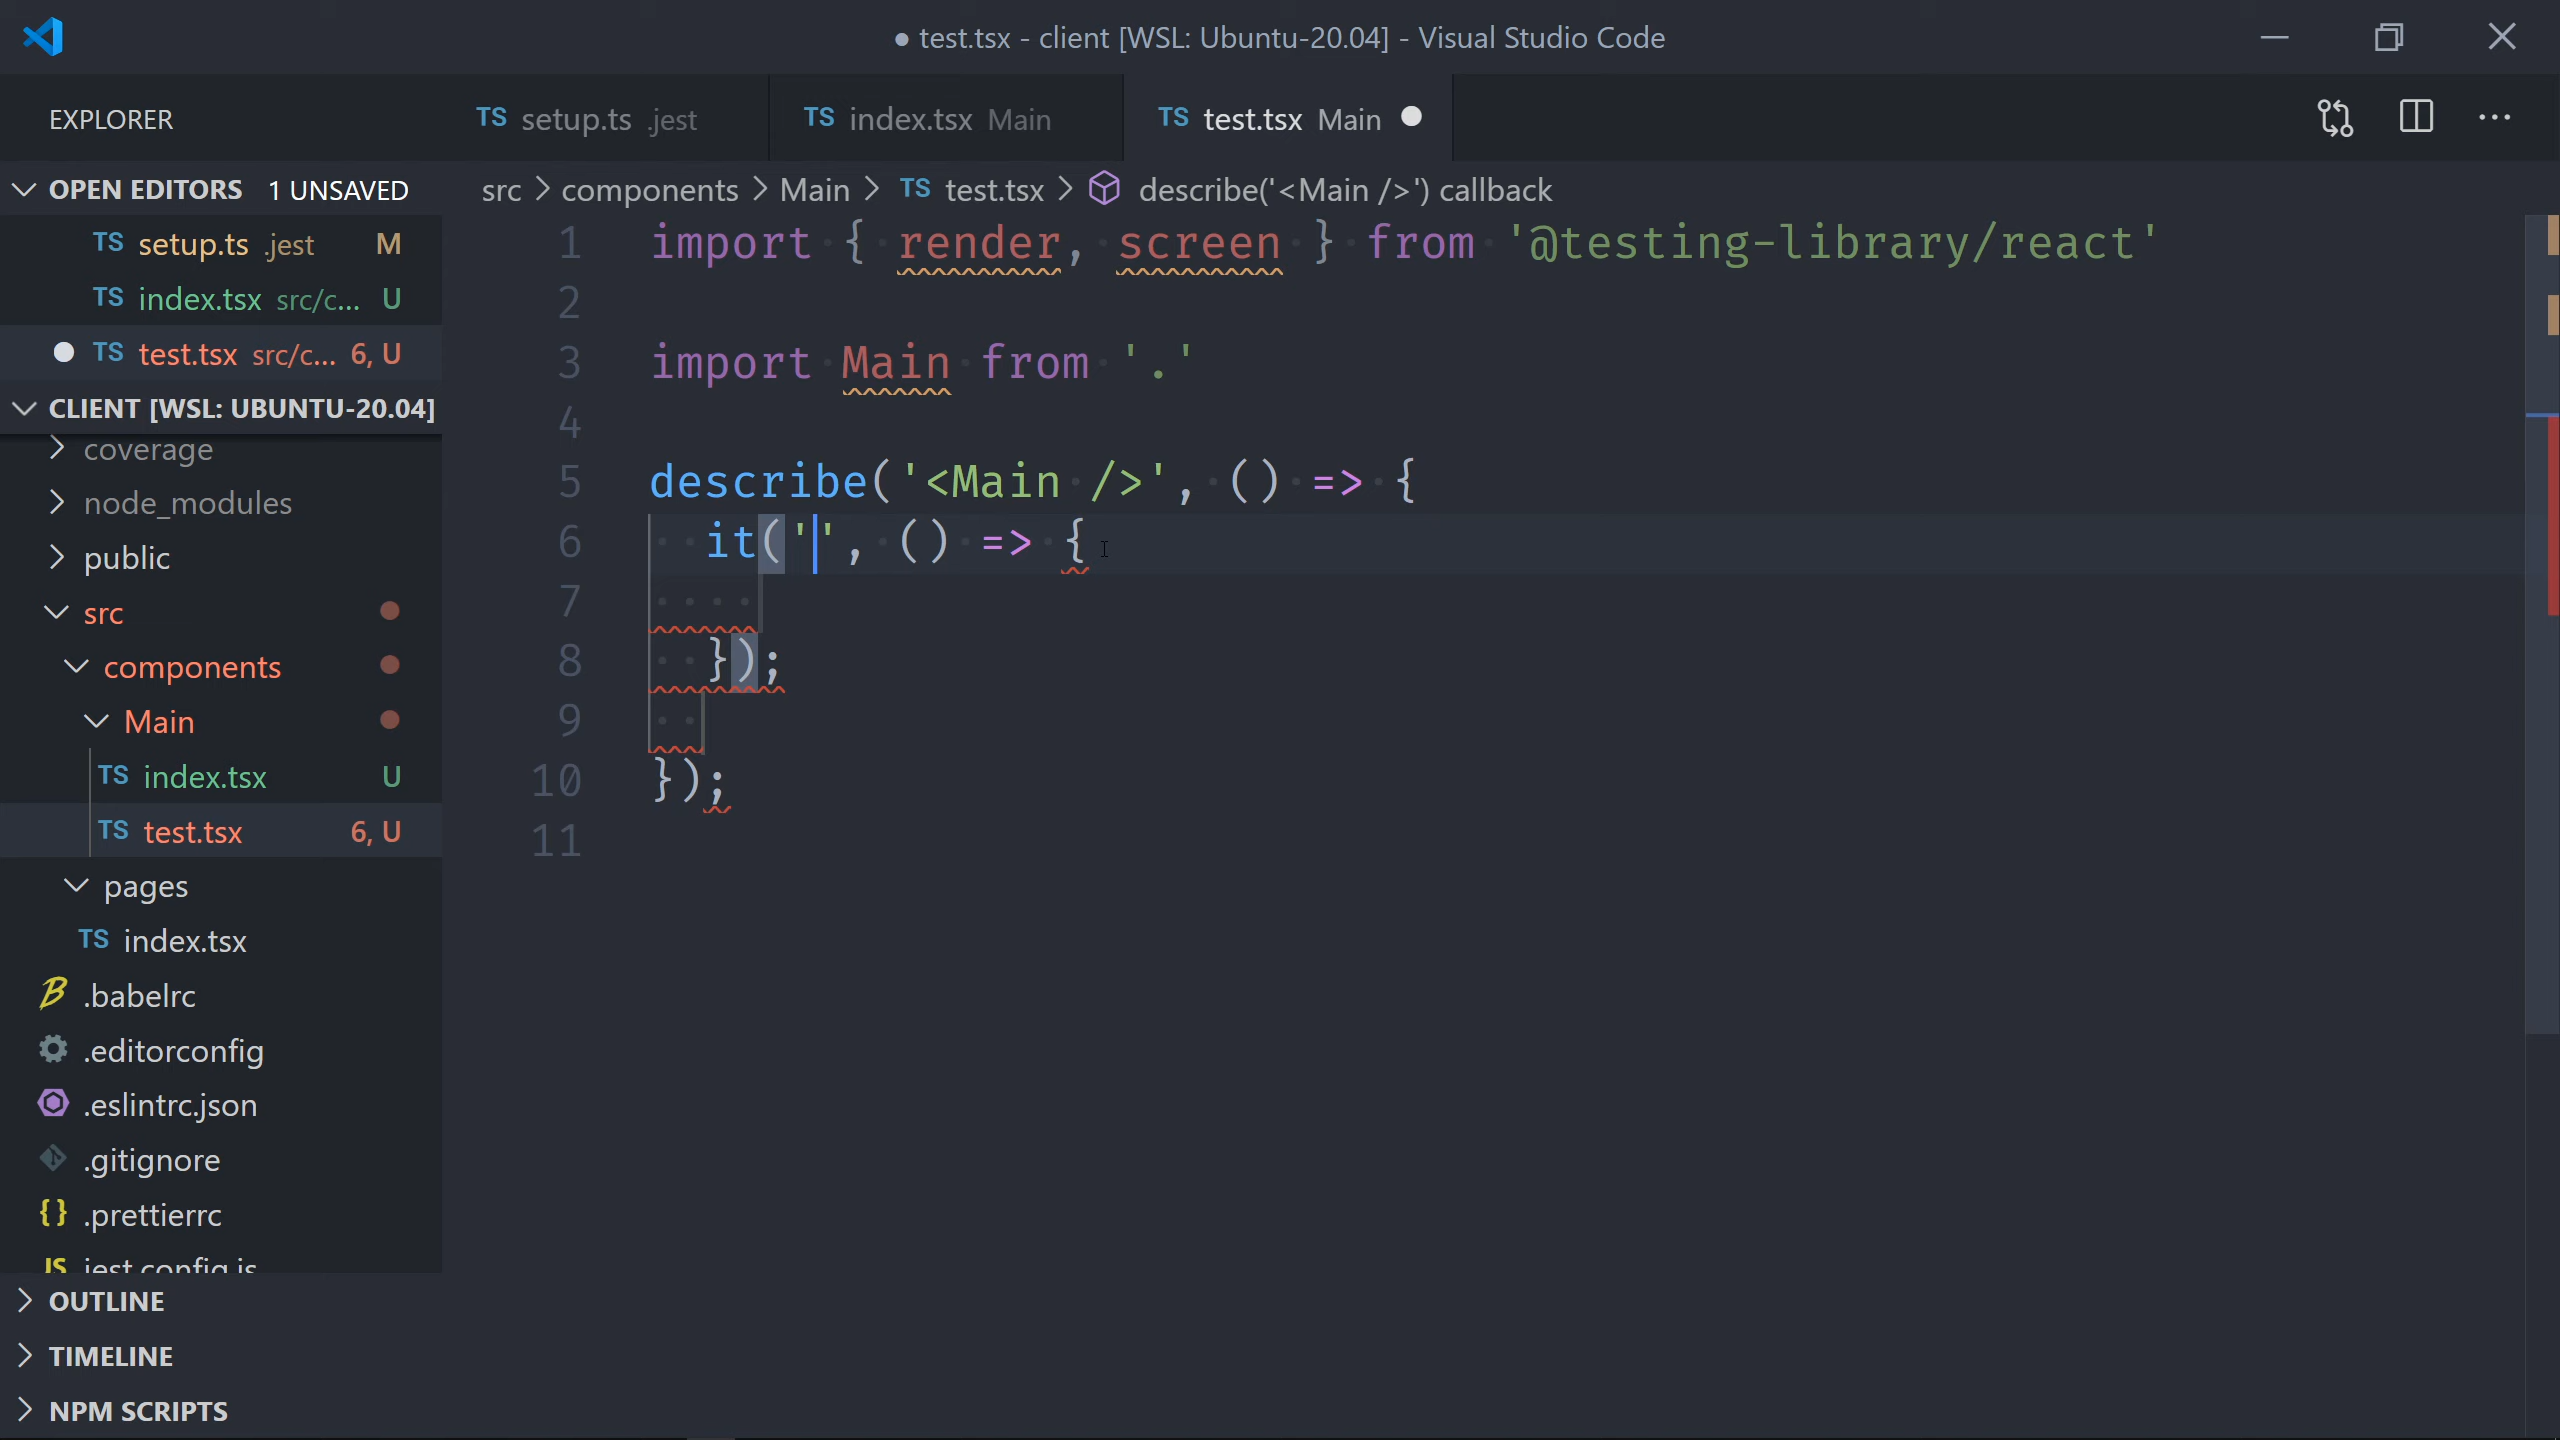 ● test.tsx - client [WSL: Ubuntu-20.04] - Visual Studio Code
EXPLORER
TS setup.ts .jest
TS index.tsx Main
TS test.tsx Main
OPEN EDITORS 1 UNSAVED
TS setup.ts .jest M
TS index.tsx src/c... U
TS test.tsx src/c... 6, U
CLIENT [WSL: UBUNTU-20.04]
coverage
node_modules
public
src
components
Main
TS index.tsx U
TS test.tsx 6, U
pages
TS index.tsx
.babelrc
.editorconfig
.eslintrc.json
.gitignore
{} .prettierrc
JS jest.config.js
OUTLINE
TIMELINE
NPM SCRIPTS
src > components > Main > TS test.tsx > describe('<Main />') callback
1 import { render, screen } from '@testing-library/react'
2
3 import Main from '.'
4
5 describe('<Main />', () => {
6 it('', () => {
7
8 });
9
10 });
11